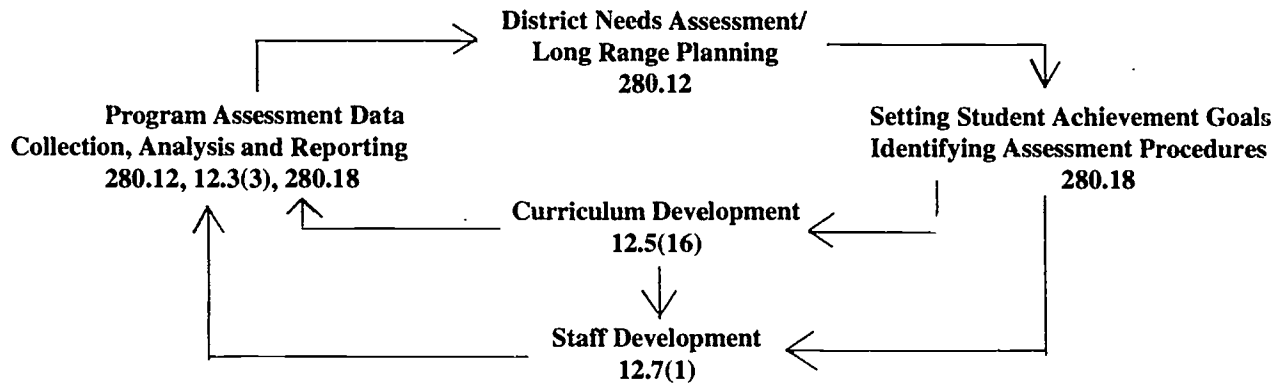 District Needs Assessment/
Long Range Planning
280.12
Program Assessment Data
Collection, Analysis and Reporting
280.12, 12.3(3), 280.18
Setting Student Achievement Goals
Identifying Assessment Procedures
280.18
Curriculum Development
12.5(16)
Staff Development
12.7(1)